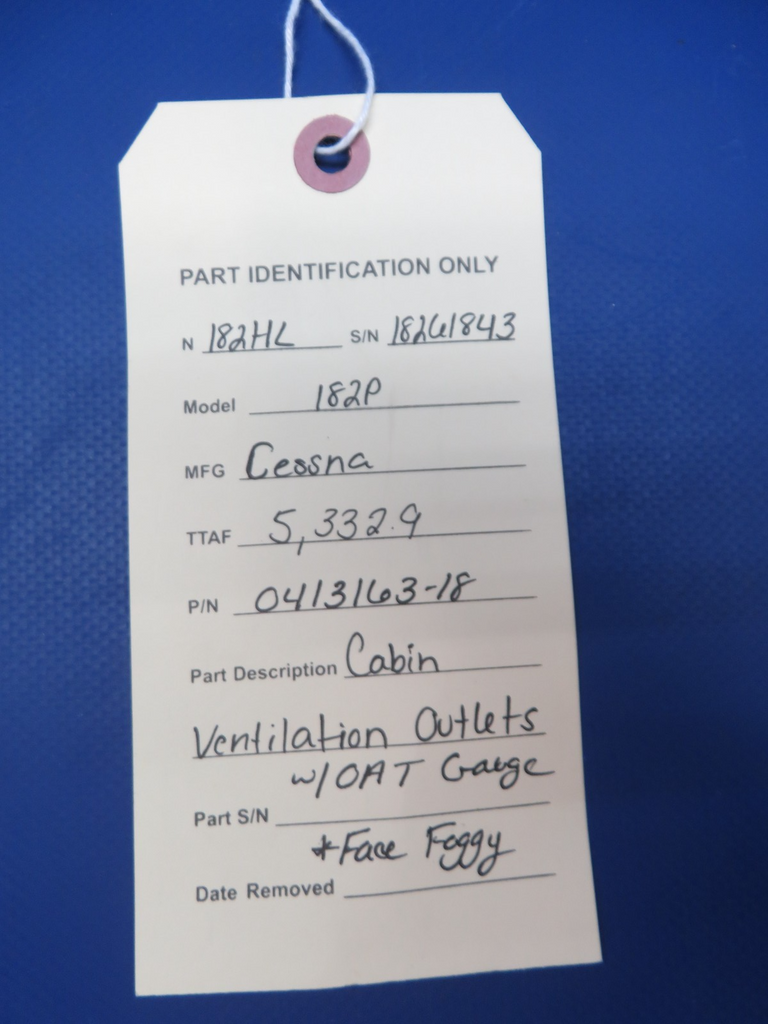 PART IDENTIFICATION ONLY
N 182HL S/N 18261843
Model 182P
MFG Cessna
TTAF 5,332.9
P/N 0413163-18
Part Description Cabin
Ventilation Outlets
w/OAT Gauge
Part S/N
*Face Foggy
Date Removed